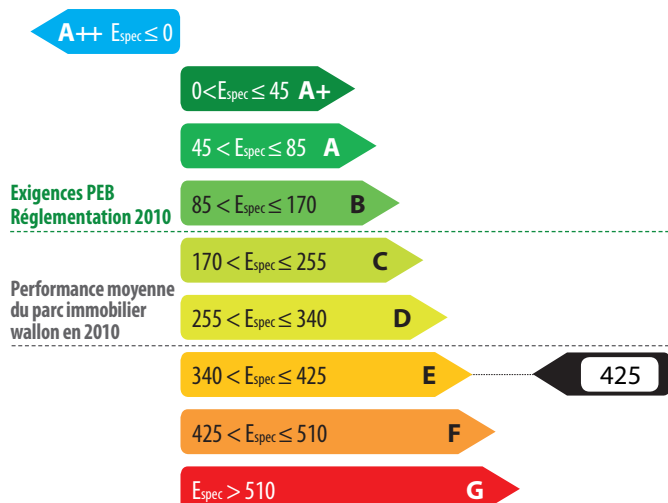 A++ Espec ≤ 0
0<Espec ≤ 45 A+
45 < Espec ≤ 85 A
Exigences PEB
Réglementation 2010
85 < Espec ≤ 170 B
170 < Espec ≤ 255 C
Performance moyenne
du parc immobilier
wallon en 2010
255 < Espec ≤ 340 D
340 < Espec ≤ 425 E
425
425 < Espec ≤ 510 F
Espec > 510 G